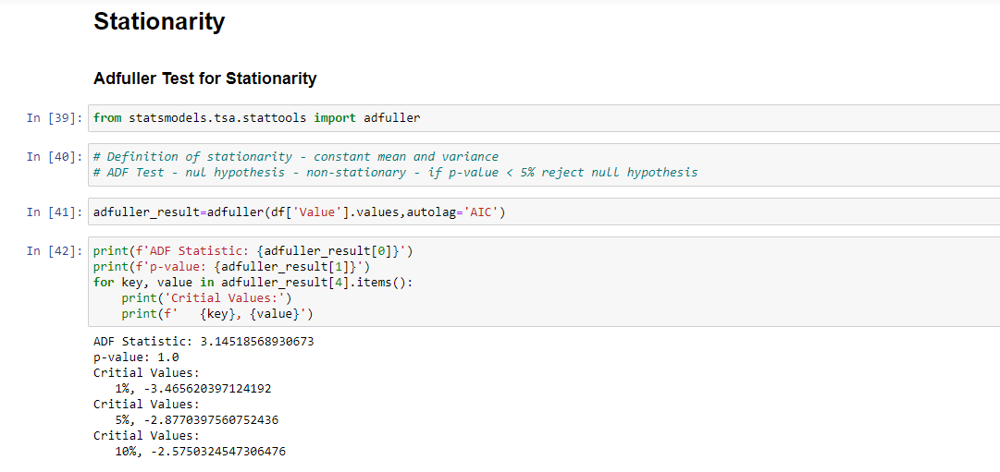 Stationarity
Adfuller Test for Stationarity
In [39]: from statsmodels.tsa.stattools import adfuller
In [40]: # Definition of stationarity - constant mean and variance
# ADF Test - nul hypothesis - non-stationary - if p-value < 5% reject null hypothesis
In [41]: adfuller_result=adfuller(df['Value'].values,autolag='AIC')
In [42]: print(f'ADF Statistic: {adfuller_result[0]}')
print(f'p-value: {adfuller_result[1]}')
for key, value in adfuller_result[4].items():
    print('Critial Values:')
    print(f'   {key}, {value}')
ADF Statistic: 3.14518568930673
p-value: 1.0
Critial Values:
   1%, -3.465620397124192
Critial Values:
   5%, -2.8770397560752436
Critial Values:
   10%, -2.5750324547306476